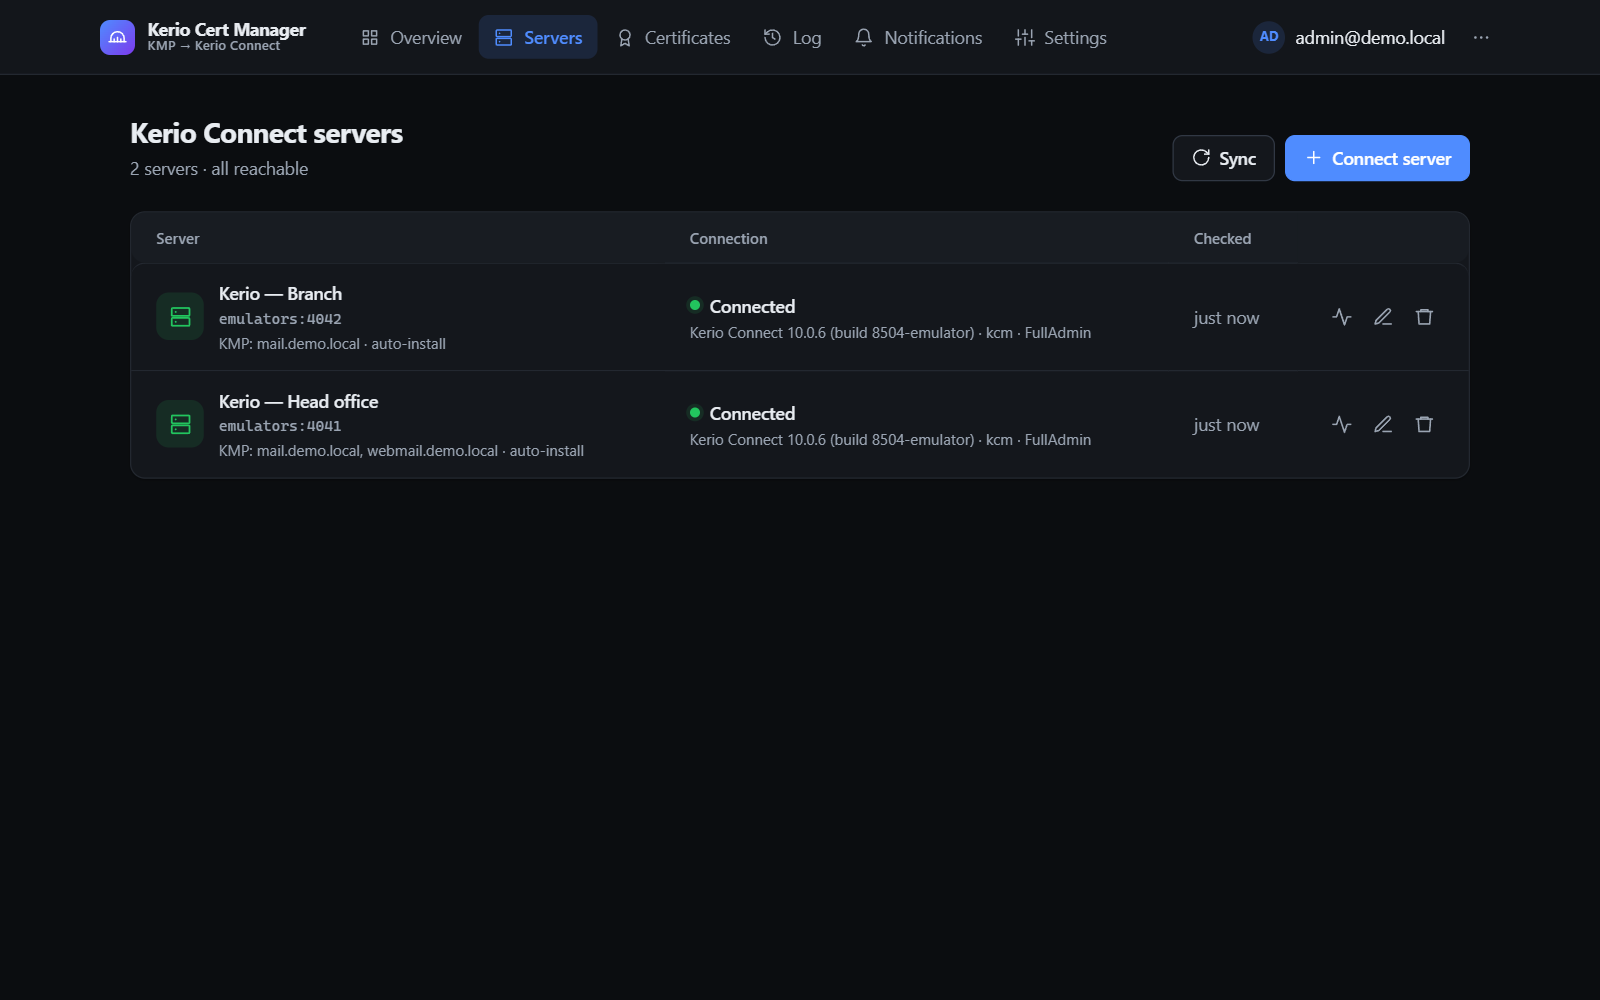 Kerio Cert Manager
KMP → Kerio Connect
Overview
Servers
Certificates
Log
Notifications
Settings
AD
admin@demo.local
Kerio Connect servers
2 servers · all reachable
Sync
Connect server
Server
Connection
Checked
Kerio — Branch
emulators:4042
KMP: mail.demo.local · auto-install
Connected
Kerio Connect 10.0.6 (build 8504-emulator) · kcm · FullAdmin
just now
Kerio — Head office
emulators:4041
KMP: mail.demo.local, webmail.demo.local · auto-install
Connected
Kerio Connect 10.0.6 (build 8504-emulator) · kcm · FullAdmin
just now